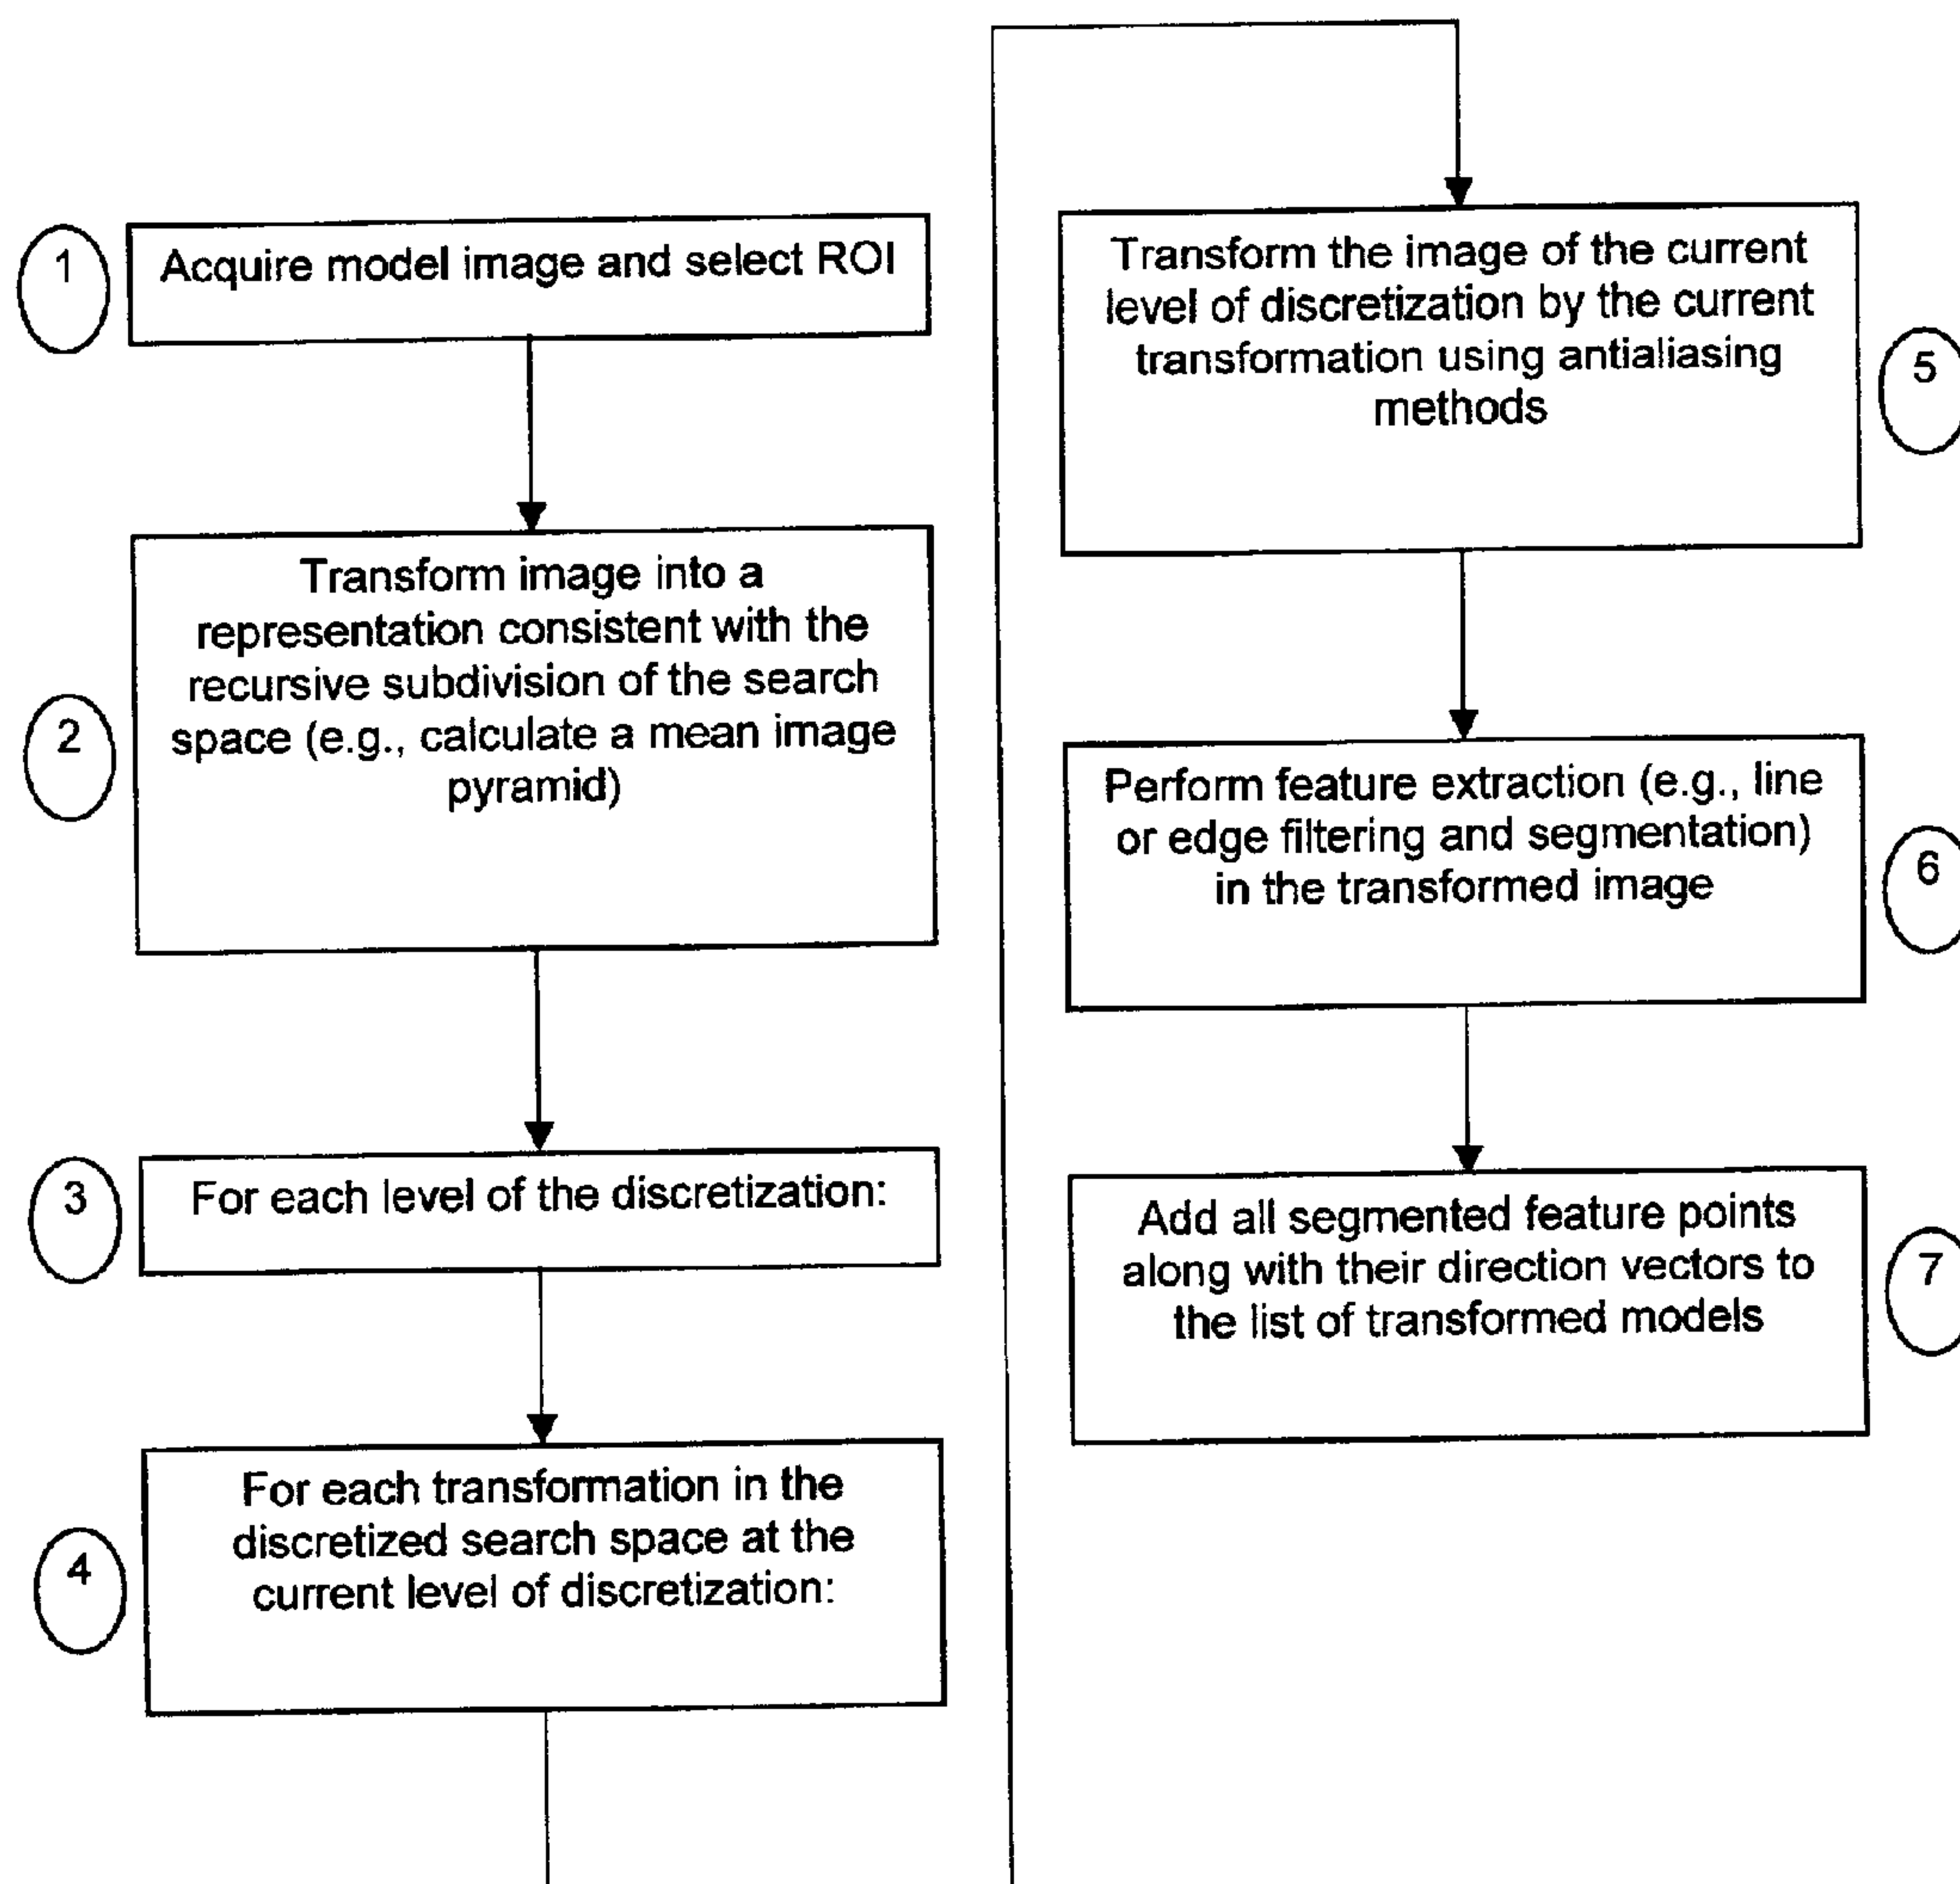 1
Acquire model image and select ROI
2
Transform image into a
representation consistent with the
recursive subdivision of the search
space (e.g., calculate a mean image
pyramid)
3
For each level of the discretization:
4
For each transformation in the
discretized search space at the
current level of discretization:
Transform the image of the current
level of discretization by the current
transformation using antialiasing
methods
5
Perform feature extraction (e.g., line
or edge filtering and segmentation)
in the transformed image
6
Add all segmented feature points
along with their direction vectors to
the list of transformed models
7